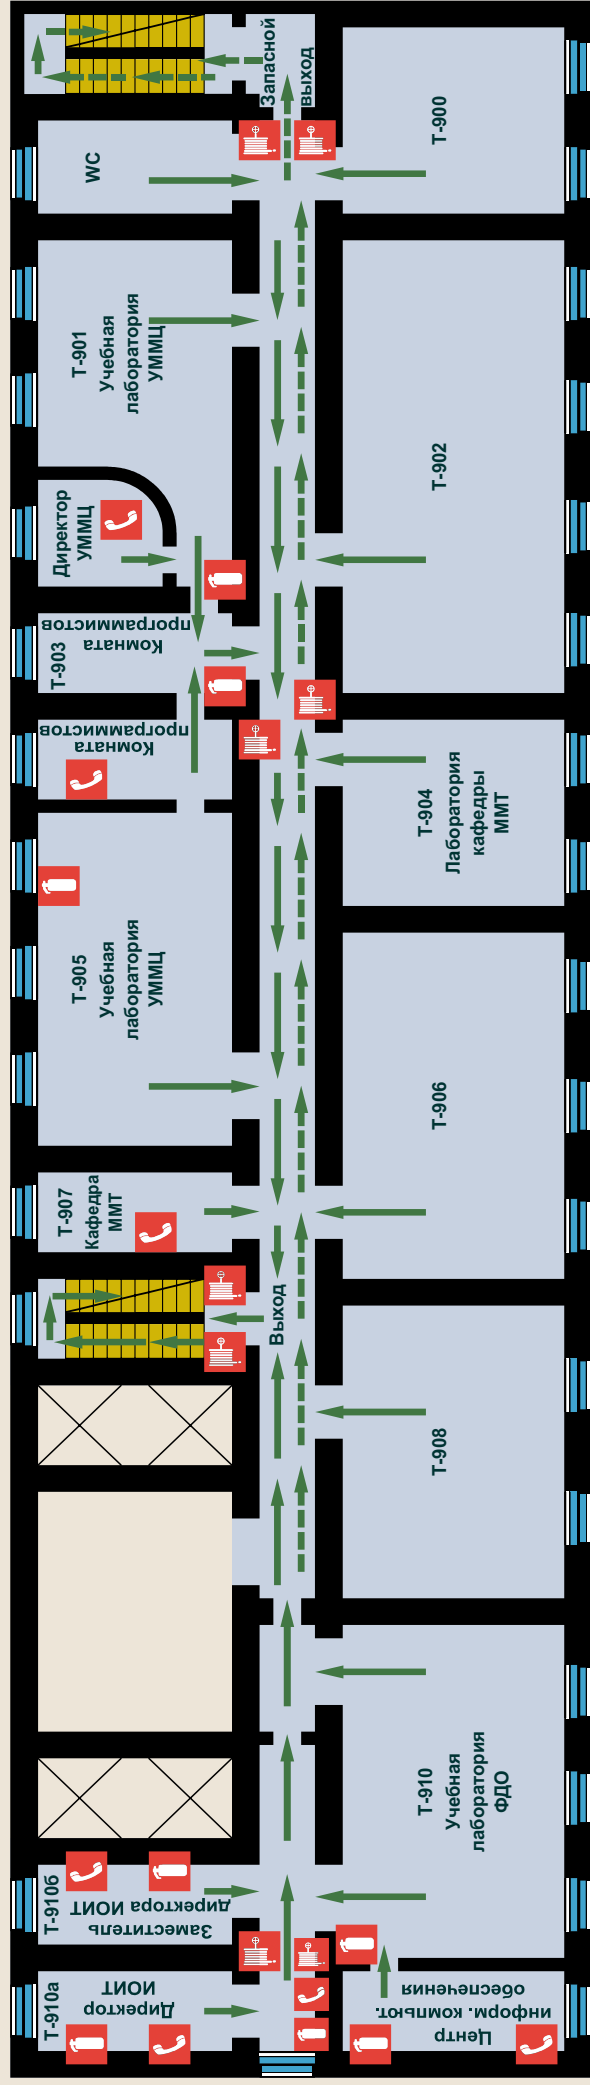 Запасной
выход
WC
Т-900
Т-901
Учебная
лаборатория
УММЦ
Т-902
Директор
УММЦ
Т-903
Комната
программистов
Комната
программистов
Т-904
Лаборатория
кафедры
ММТ
Т-905
Учебная
лаборатория
УММЦ
Т-906
Т-907
Кафедра
ММТ
Выход
Т-908
Т-910
Учебная
лаборатория
ФДО
Т-910б
Заместитель
директора ИОИТ
Т-910а
Директор
ИОИТ
Центр
информ. компьют.
обеспечения